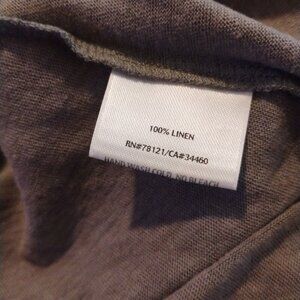 100% LINEN
RN#78121/CA#34460
HAND WASH COLD, NO BLEACH